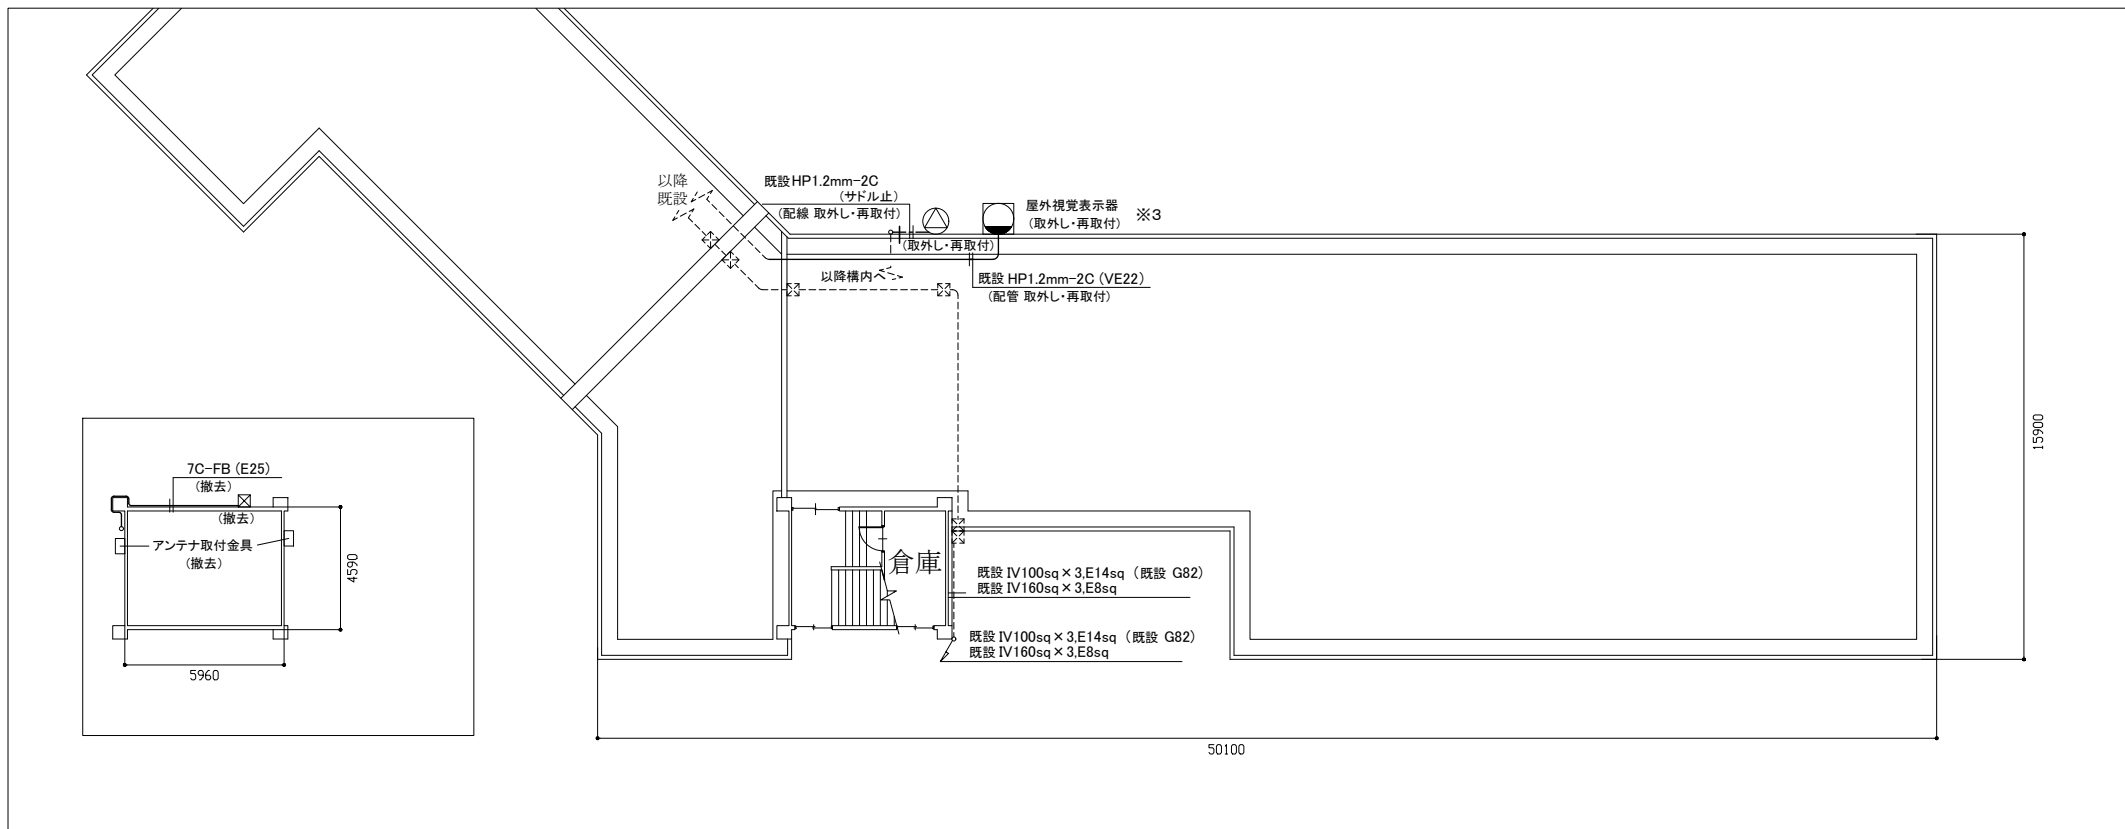 以降
既設
既設HP1.2mm-2C
(サドル止)
(配線 取外し・再取付)
(取外し・再取付)
屋外視覚表示器
(取外し・再取付)
※3
以降構内へ
既設 HP1.2mm-2C (VE22)
(配管 取外し・再取付)
15900
7C-FB (E25)
(撤去)
(撤去)
アンテナ取付金具
(撤去)
4590
5960
倉庫
既設 IV100sq×3,E14sq (既設 G82)
既設 IV160sq×3,E8sq
既設 IV100sq×3,E14sq (既設 G82)
既設 IV160sq×3,E8sq
50100